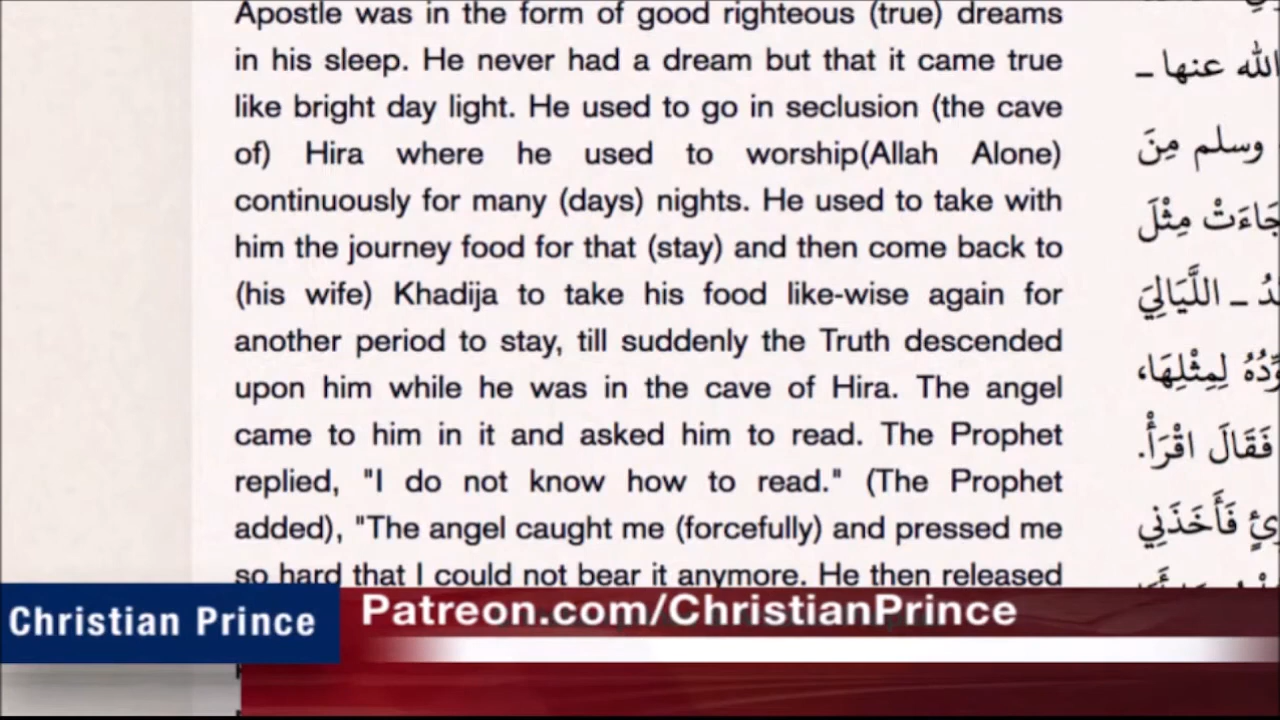 Apostle was in the form of good righteous (true) dreams
in his sleep. He never had a dream but that it came true
like bright day light. He used to go in seclusion (the cave
of) Hira where he used to worship(Allah Alone)
continuously for many (days) nights. He used to take with
him the journey food for that (stay) and then come back to
(his wife) Khadija to take his food like-wise again for
another period to stay, till suddenly the Truth descended
upon him while he was in the cave of Hira. The angel
came to him in it and asked him to read. The Prophet
replied, "I do not know how to read." (The Prophet
added), "The angel caught me (forcefully) and pressed me
so hard that I could not bear it anymore. He then released
الله عنها ـ
وسلم مِنَ
جَاءَتْ مِثْلَ
ـ اللَّيَالِيَ
لِمِثْلِهَا،
فَقَالَ اقْرَأْ.
فَأَخَذَنِي
Christian Prince
Patreon.com/ChristianPrince